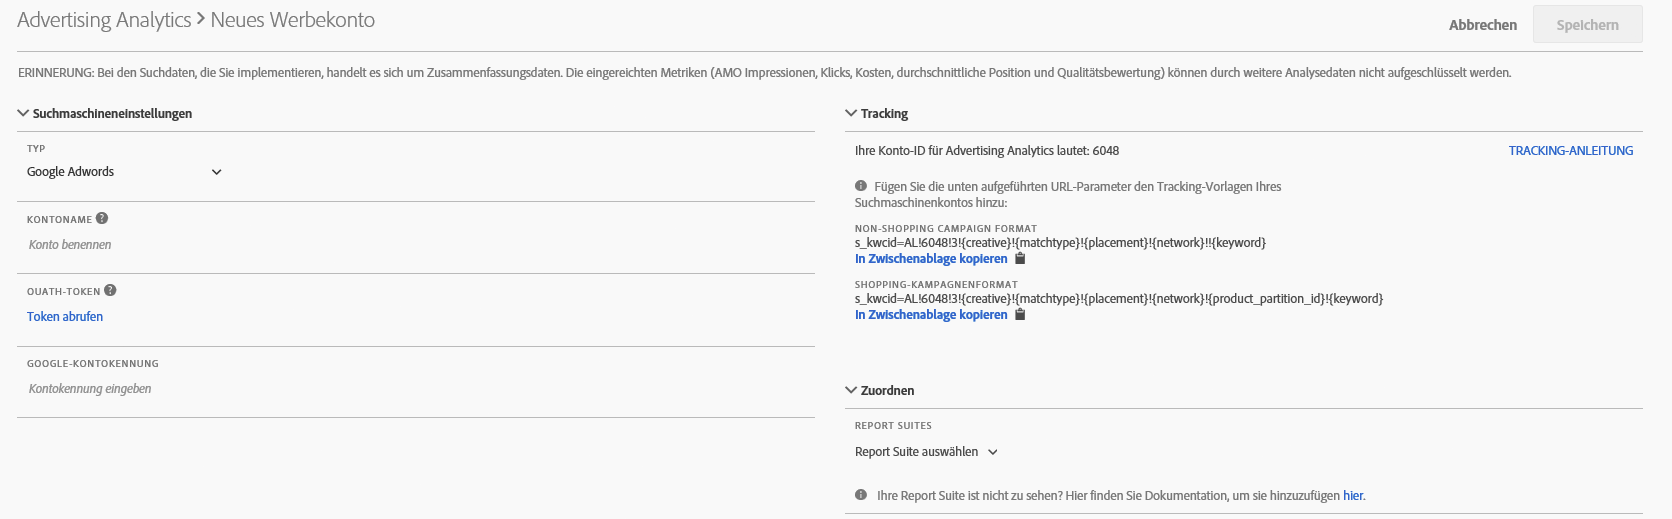 Advertising Analytics > Neues Werbekonto
Abbrechen
Speichern
ERINNERUNG: Bei den Suchdaten, die Sie implementieren, handelt es sich um Zusammenfassungsdaten. Die eingereichten Metriken (AMO Impressionen, Klicks, Kosten, durchschnittliche Position und Qualitätsbewertung) können durch weitere Analysedaten nicht aufgeschlüsselt werden.
Suchmaschineneinstellungen
TYP
Google Adwords
KONTONAME
Konto benennen
OUATH-TOKEN
Token abrufen
GOOGLE-KONTOKENNUNG
Kontokennung eingeben
Tracking
Ihre Konto-ID für Advertising Analytics lautet: 6048
TRACKING-ANLEITUNG
Fügen Sie die unten aufgeführten URL-Parameter den Tracking-Vorlagen Ihres
Suchmaschinenkontos hinzu:
NON-SHOPPING CAMPAIGN FORMAT
s_kwcid=AL!6048!3!{creative}!{matchtype}!{placement}!{network}!!{keyword}
In Zwischenablage kopieren
SHOPPING-KAMPAGNENFORMAT
s_kwcid=AL!6048!3!{creative}!{matchtype}!{placement}!{network}!{product_partition_id}!{keyword}
In Zwischenablage kopieren
Zuordnen
REPORT SUITES
Report Suite auswählen
Ihre Report Suite ist nicht zu sehen? Hier finden Sie Dokumentation, um sie hinzuzufügen hier.